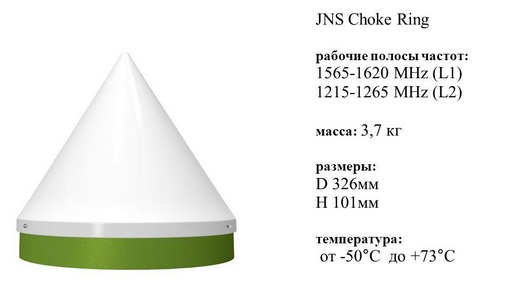 JNS Choke Ring
рабочие полосы частот:
1565-1620 MHz (L1)
1215-1265 MHz (L2)
масса: 3,7 кг
размеры:
D 326мм
H 101мм
температура:
от -50°C до +73°C